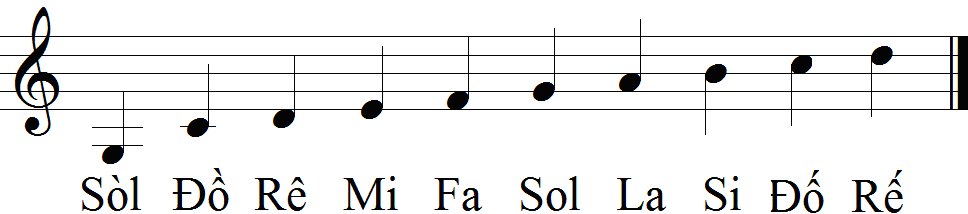 Sòl Đồ Rê Mi Fa Sol La Si Đố Rế